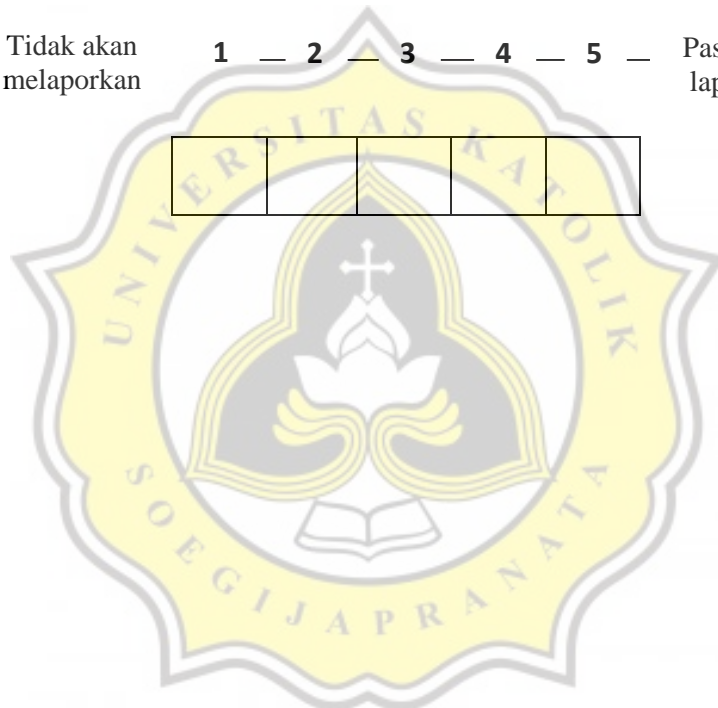 Tidak akan 1 — 2 — 3 — 4 — 5 —
melaporkan
UNIVERSITAS KATOLIK
SOEGIJAPRANATA